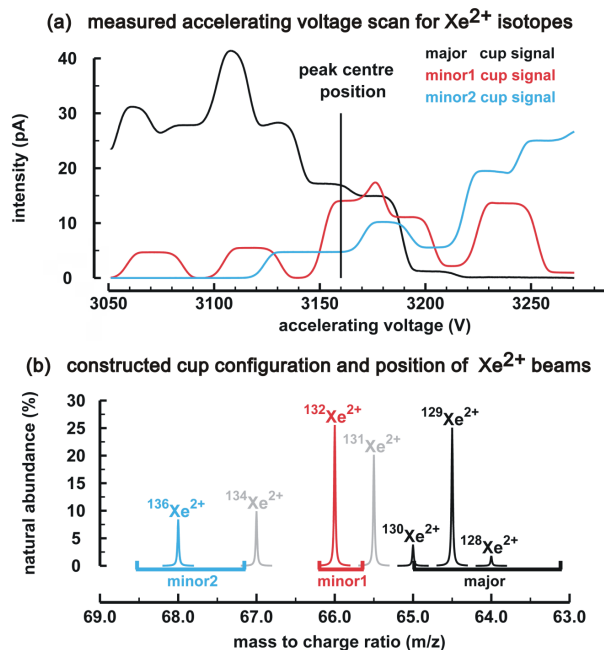 (a) measured accelerating voltage scan for Xe²⁺ isotopes
major cup signal
minor1 cup signal
minor2 cup signal
peak centre
position
intensity (pA)
40
30
20
10
0
3050 3100 3150 3200 3250
accelerating voltage (V)
(b) constructed cup configuration and position of Xe²⁺ beams
natural abundance (%)
30
25
20
15
10
5
0
¹³²Xe²⁺ ¹²⁹Xe²⁺
¹³¹Xe²⁺
¹³⁶Xe²⁺ ¹³⁴Xe²⁺
¹³⁰Xe²⁺ ¹²⁸Xe²⁺
minor2 minor1 major
69.0 68.0 67.0 66.0 65.0 64.0 63.0
mass to charge ratio (m/z)